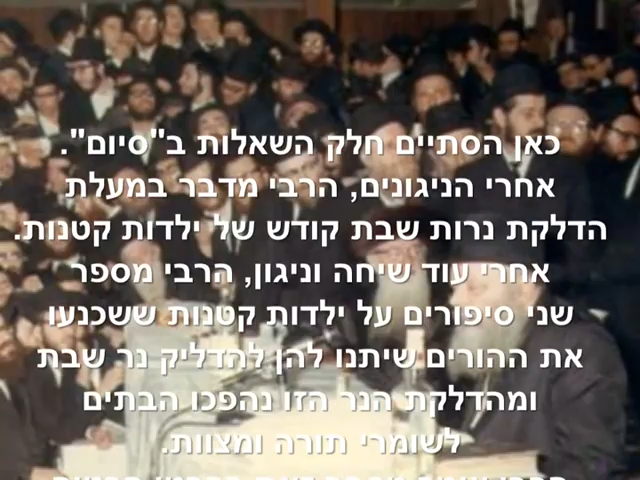 כאן הסתיים חלק השאלות ב"סיום".
אחרי הניגונים, הרבי מדבר במעלת
הדלקת נרות שבת קודש של ילדות קטנות.
אחרי עוד שיחה וניגון, הרבי מספר
שני סיפורים על ילדות קטנות ששכנעו
את ההורים שיתנו להן להדליק נר שבת
ומהדלקת הנר הזו נהפכו הבתים
לשומרי תורה ומצוות.